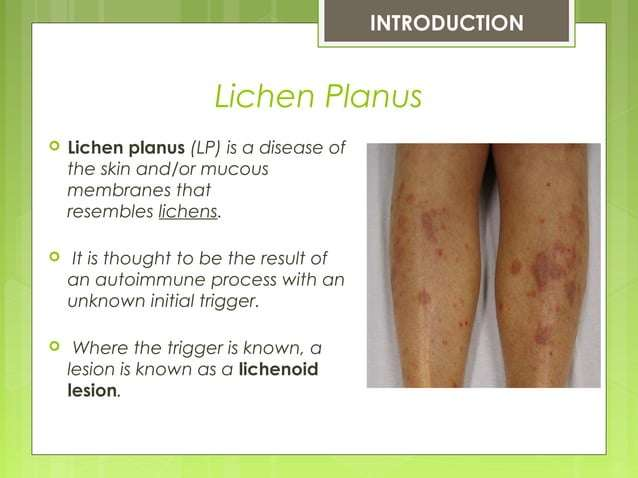 INTRODUCTION
Lichen Planus
Lichen planus (LP) is a disease of
the skin and/or mucous
membranes that
resembles lichens.
It is thought to be the result of
an autoimmune process with an
unknown initial trigger.
Where the trigger is known, a
lesion is known as a lichenoid
lesion.